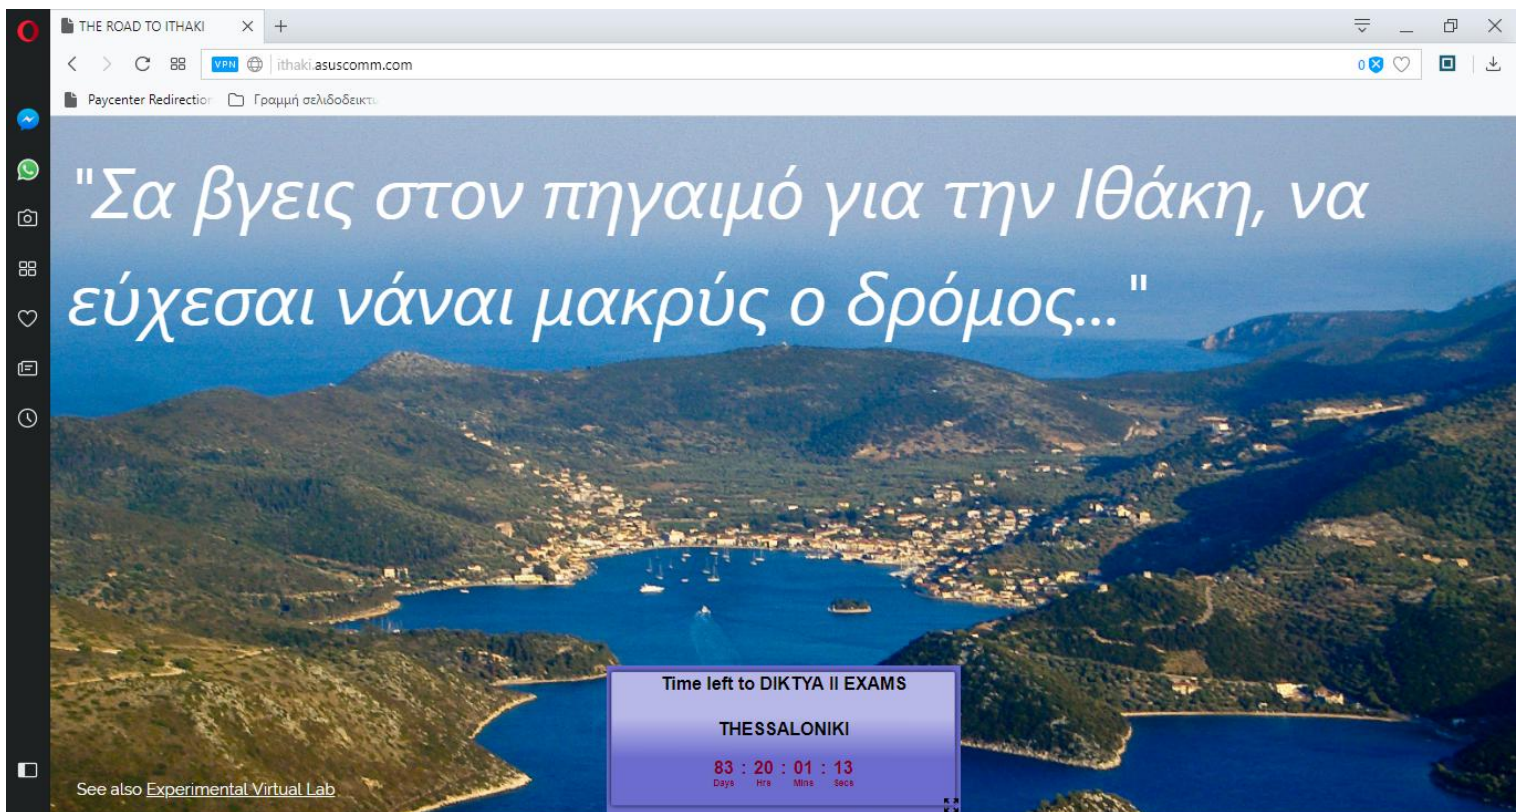 THE ROAD TO ITHAKI
VPN ithaki.asuscomm.com 0
Paycenter Redirection Γραμμή σελιδοδεικτ
"Σα βγεις στον πηγαιμό για την Ιθάκη, να
εύχεσαι νάναι μακρύς ο δρόμος..."
Time left to DIKTYA II EXAMS
THESSALONIKI
83 : 20 : 01 : 13
Days Hrs Mins Secs
See also Experimental Virtual Lab